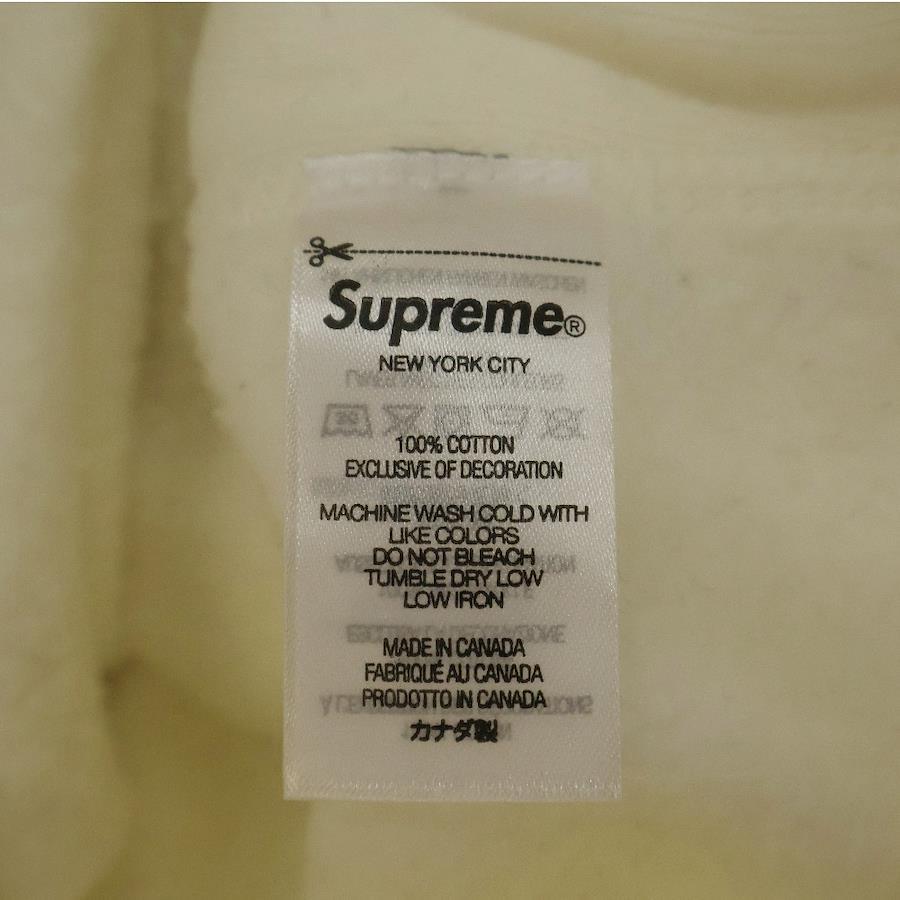 Supreme®
NEW YORK CITY
100% COTTON
EXCLUSIVE OF DECORATION
MACHINE WASH COLD WITH
LIKE COLORS
DO NOT BLEACH
TUMBLE DRY LOW
LOW IRON
MADE IN CANADA
FABRIQUÉ AU CANADA
PRODOTTO IN CANADA
カナダ製